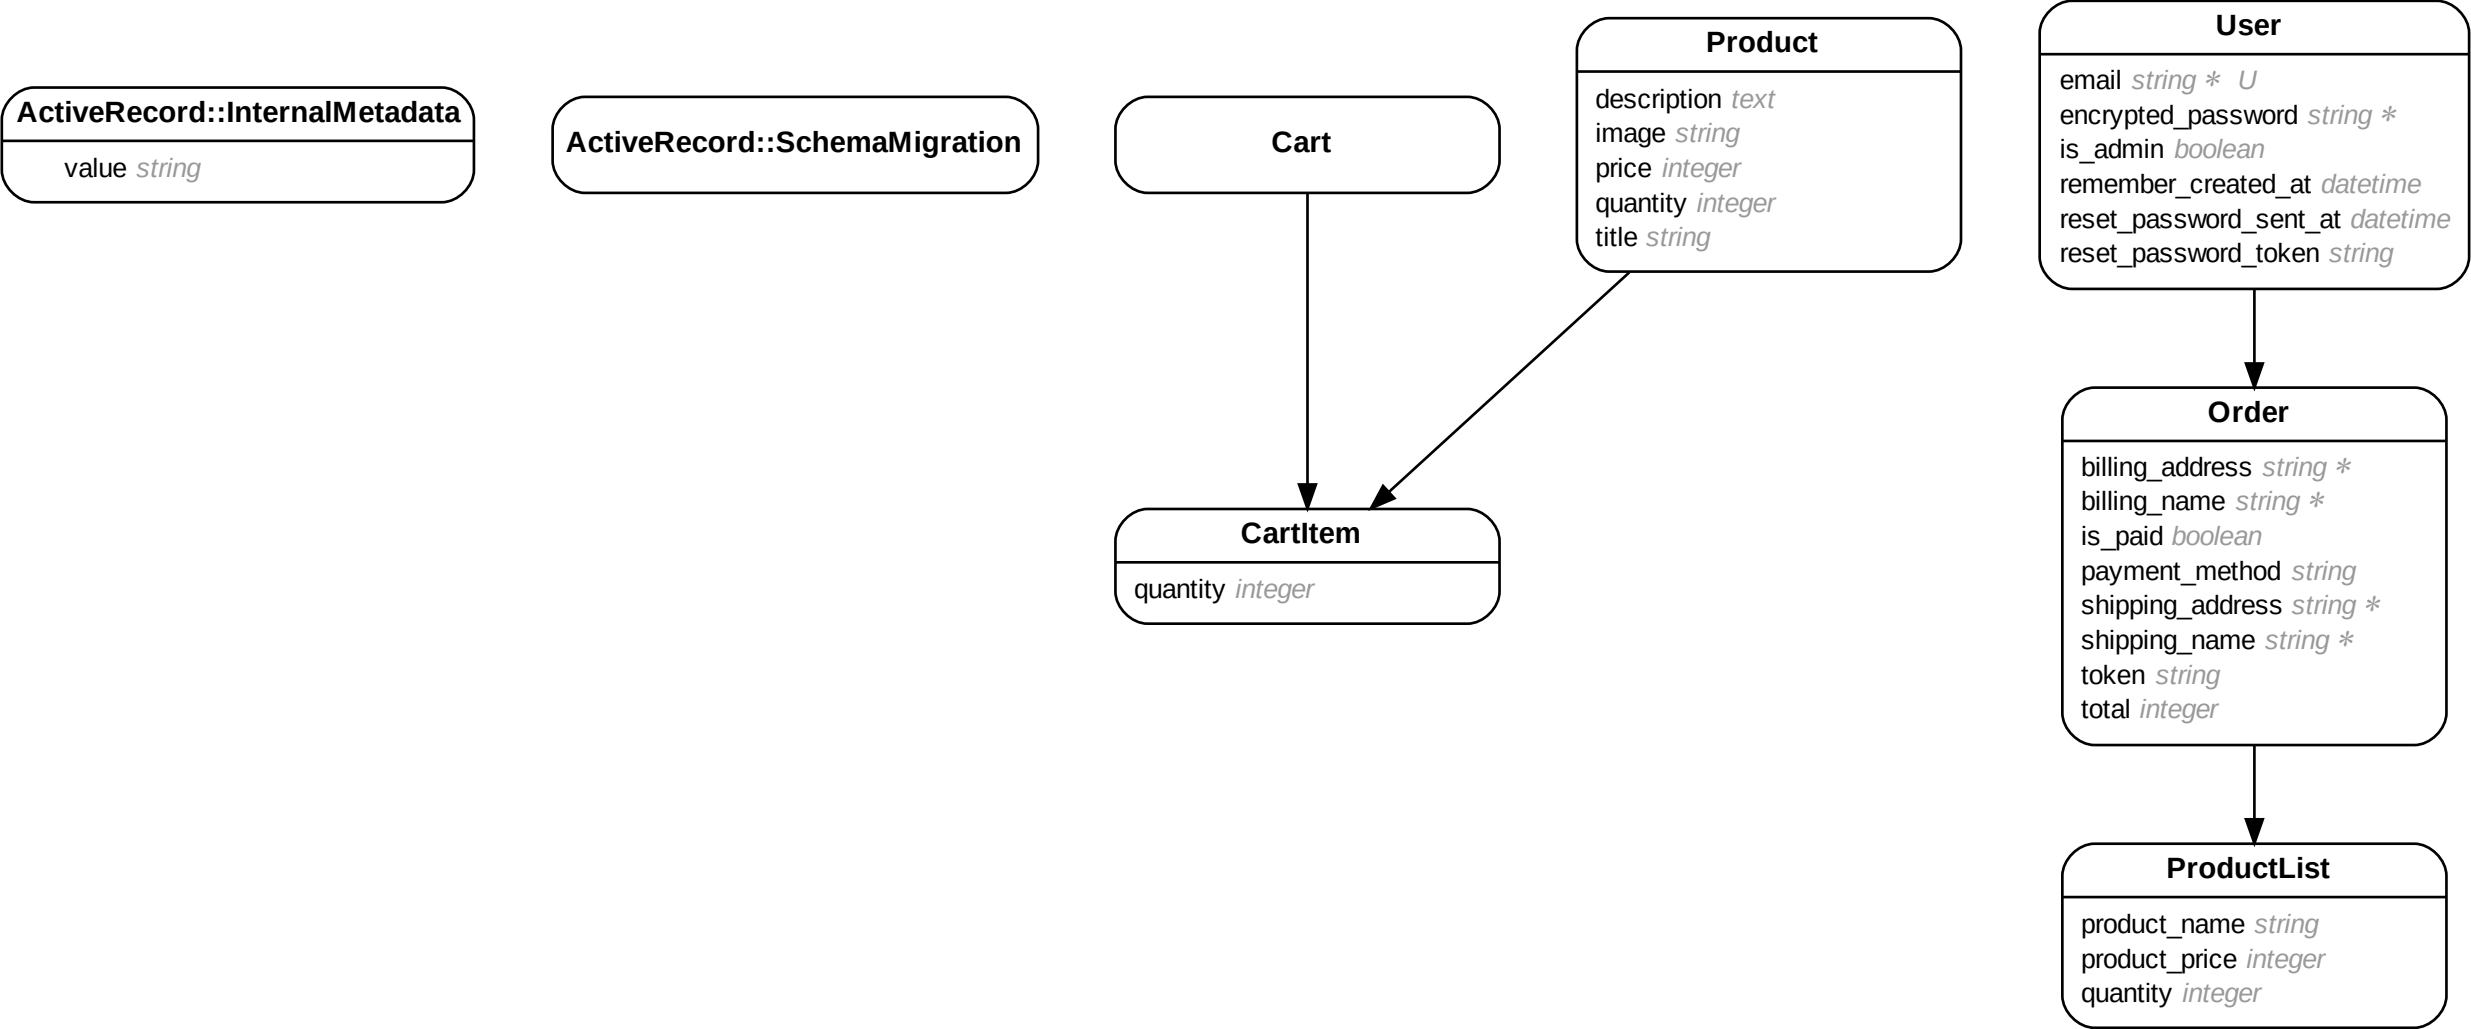 ActiveRecord::InternalMetadata
value string
ActiveRecord::SchemaMigration
Cart
Product
description text
image string
price integer
quantity integer
title string
User
email string ∗ U
encrypted_password string ∗
is_admin boolean
remember_created_at datetime
reset_password_sent_at datetime
reset_password_token string
CartItem
quantity integer
Order
billing_address string ∗
billing_name string ∗
is_paid boolean
payment_method string
shipping_address string ∗
shipping_name string ∗
token string
total integer
ProductList
product_name string
product_price integer
quantity integer